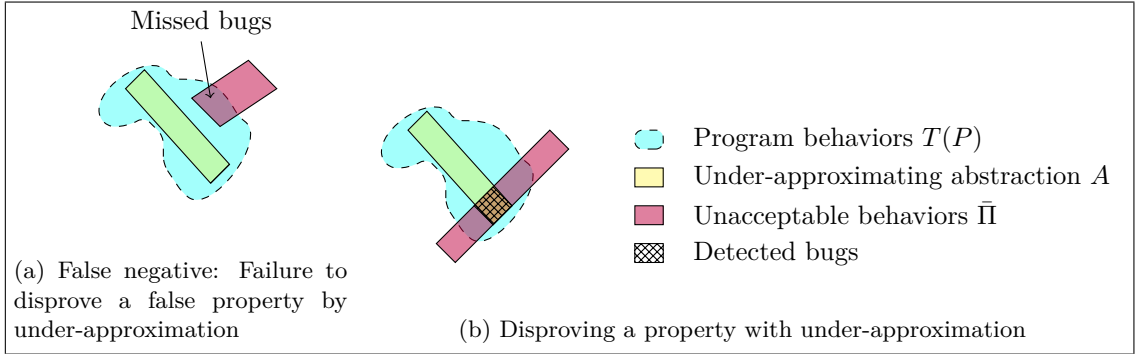 Missed bugs
Program behaviors T(P)
Under-approximating abstraction A
Unacceptable behaviors Π̄
Detected bugs
(a) False negative: Failure to
disprove a false property by
under-approximation
(b) Disproving a property with under-approximation